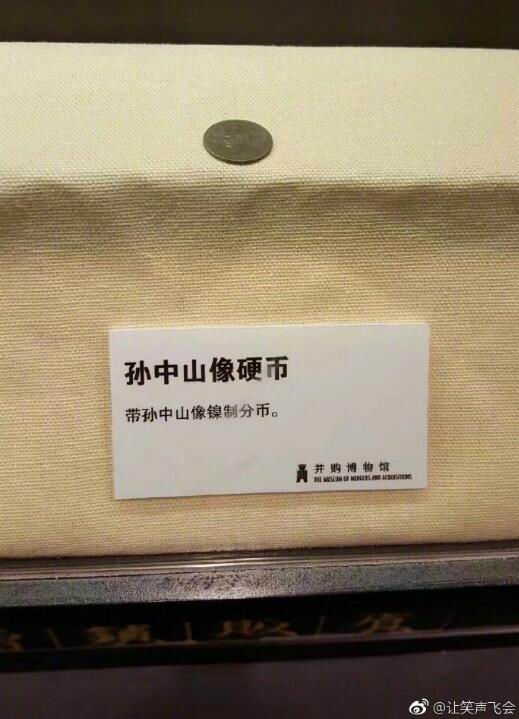 孙中山像硬币
带孙中山像镍制分币。
并购博物馆
THE MUSEUM OF MERGERS AND ACQUISITIONS
@让笑声飞会